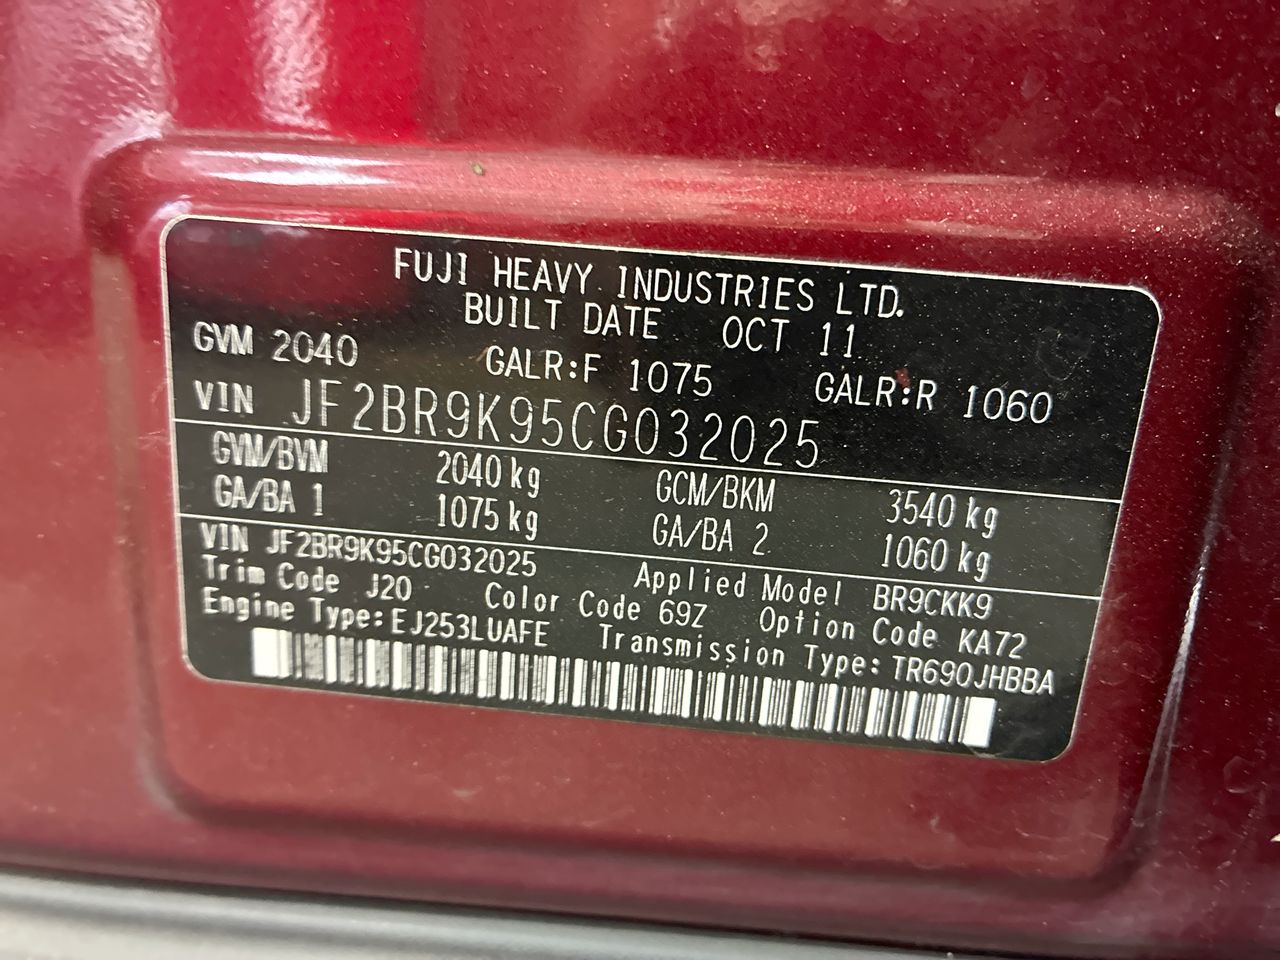 FUJI HEAVY INDUSTRIES LTD.
BUILT DATE OCT 11
GVM 2040 GALR:F 1075 GALR:R 1060
VIN JF2BR9K95CG032025
GVM/BVM 2040 kg GCM/BKM 3540 kg
GA/BA 1 1075 kg GA/BA 2 1060 kg
VIN JF2BR9K95CG032025 Applied Model BR9CKK9
Trim Code J20 Color Code 69Z Option Code KA72
Engine Type: EJ253LUAFE Transmission Type: TR690JHBBA